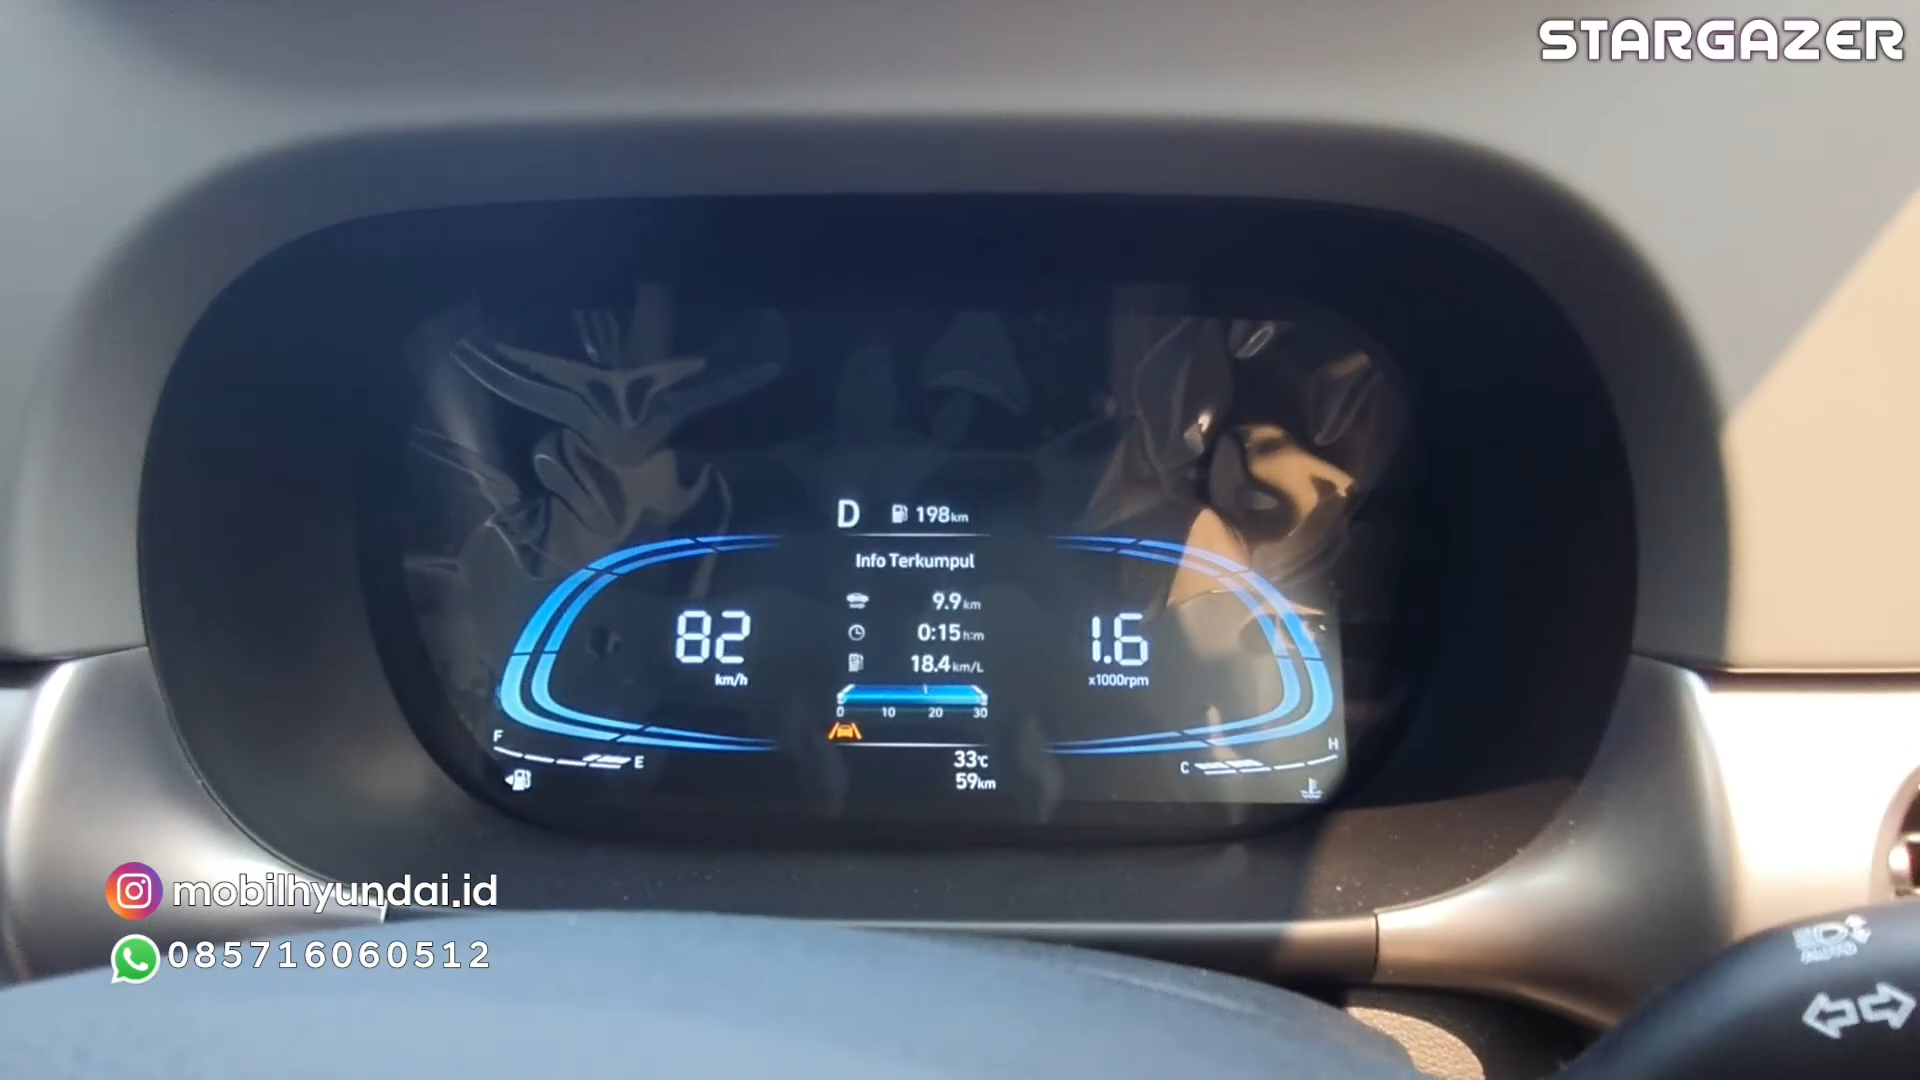 STARGAZER
D 198km
Info Terkumpul
9.9km
0:15h:m
18.4km/L
0 10 20 30
82
km/h
1.6
x1000rpm
F E
C H
33℃
59km
mobilhyundai.id
085716060512
AUTO